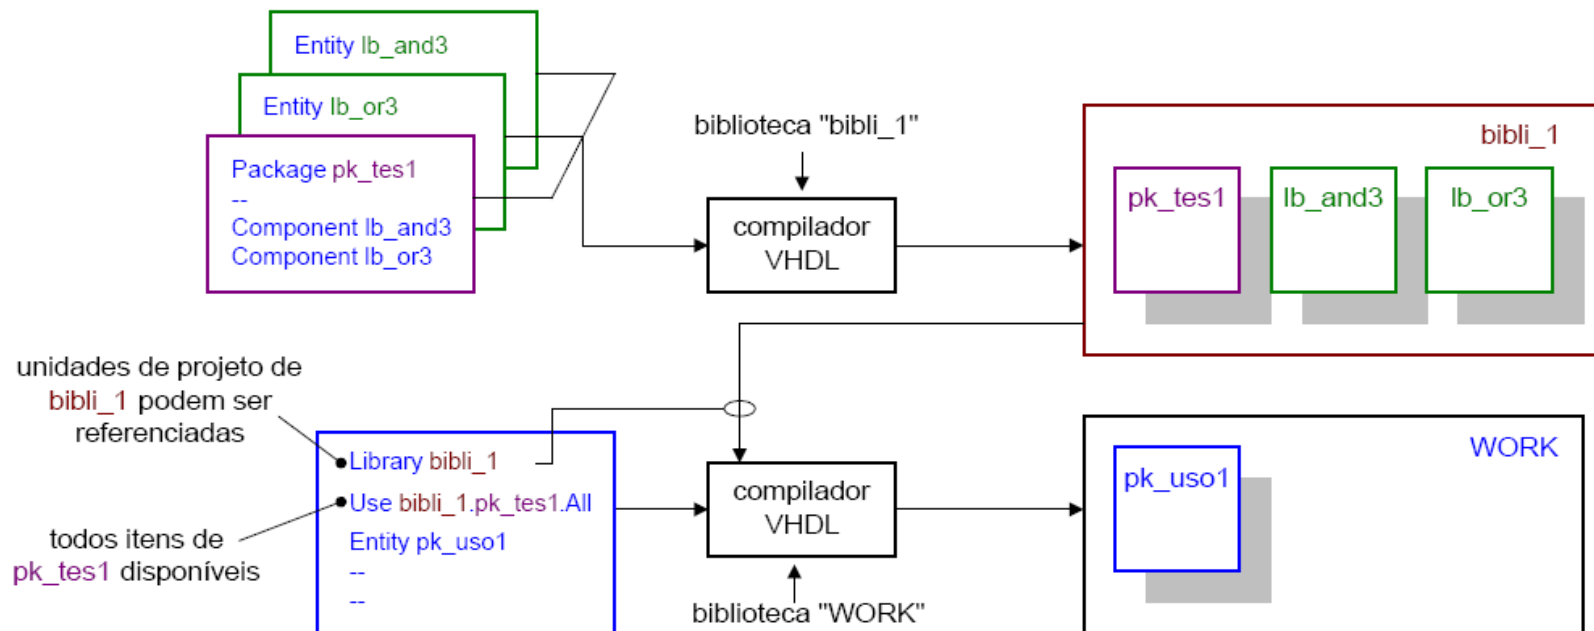 Entity lb_and3
Entity lb_or3
Package pk_tes1
--
Component lb_and3
Component lb_or3
biblioteca "bibli_1"
compilador
VHDL
bibli_1
pk_tes1
lb_and3
lb_or3
unidades de projeto de
bibli_1 podem ser
referenciadas
todos itens de
pk_tes1 disponíveis
Library bibli_1
Use bibli_1.pk_tes1.All
Entity pk_uso1
--
--
compilador
VHDL
biblioteca "WORK"
WORK
pk_uso1